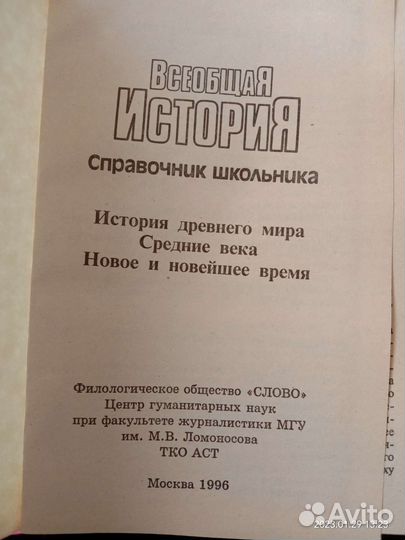 ВСЕОБЩАЯ
ИСТОРИЯ
СПРАВОЧНИК ШКОЛЬНИКА
История древнего мира
Средние века
Новое и новейшее время
Филологическое общество «СЛОВО»
Центр гуманитарных наук
при факультете журналистики МГУ
им. М.В. Ломоносова
ТКО АСТ
Москва 1996
2023.01.29 13:23
Avito